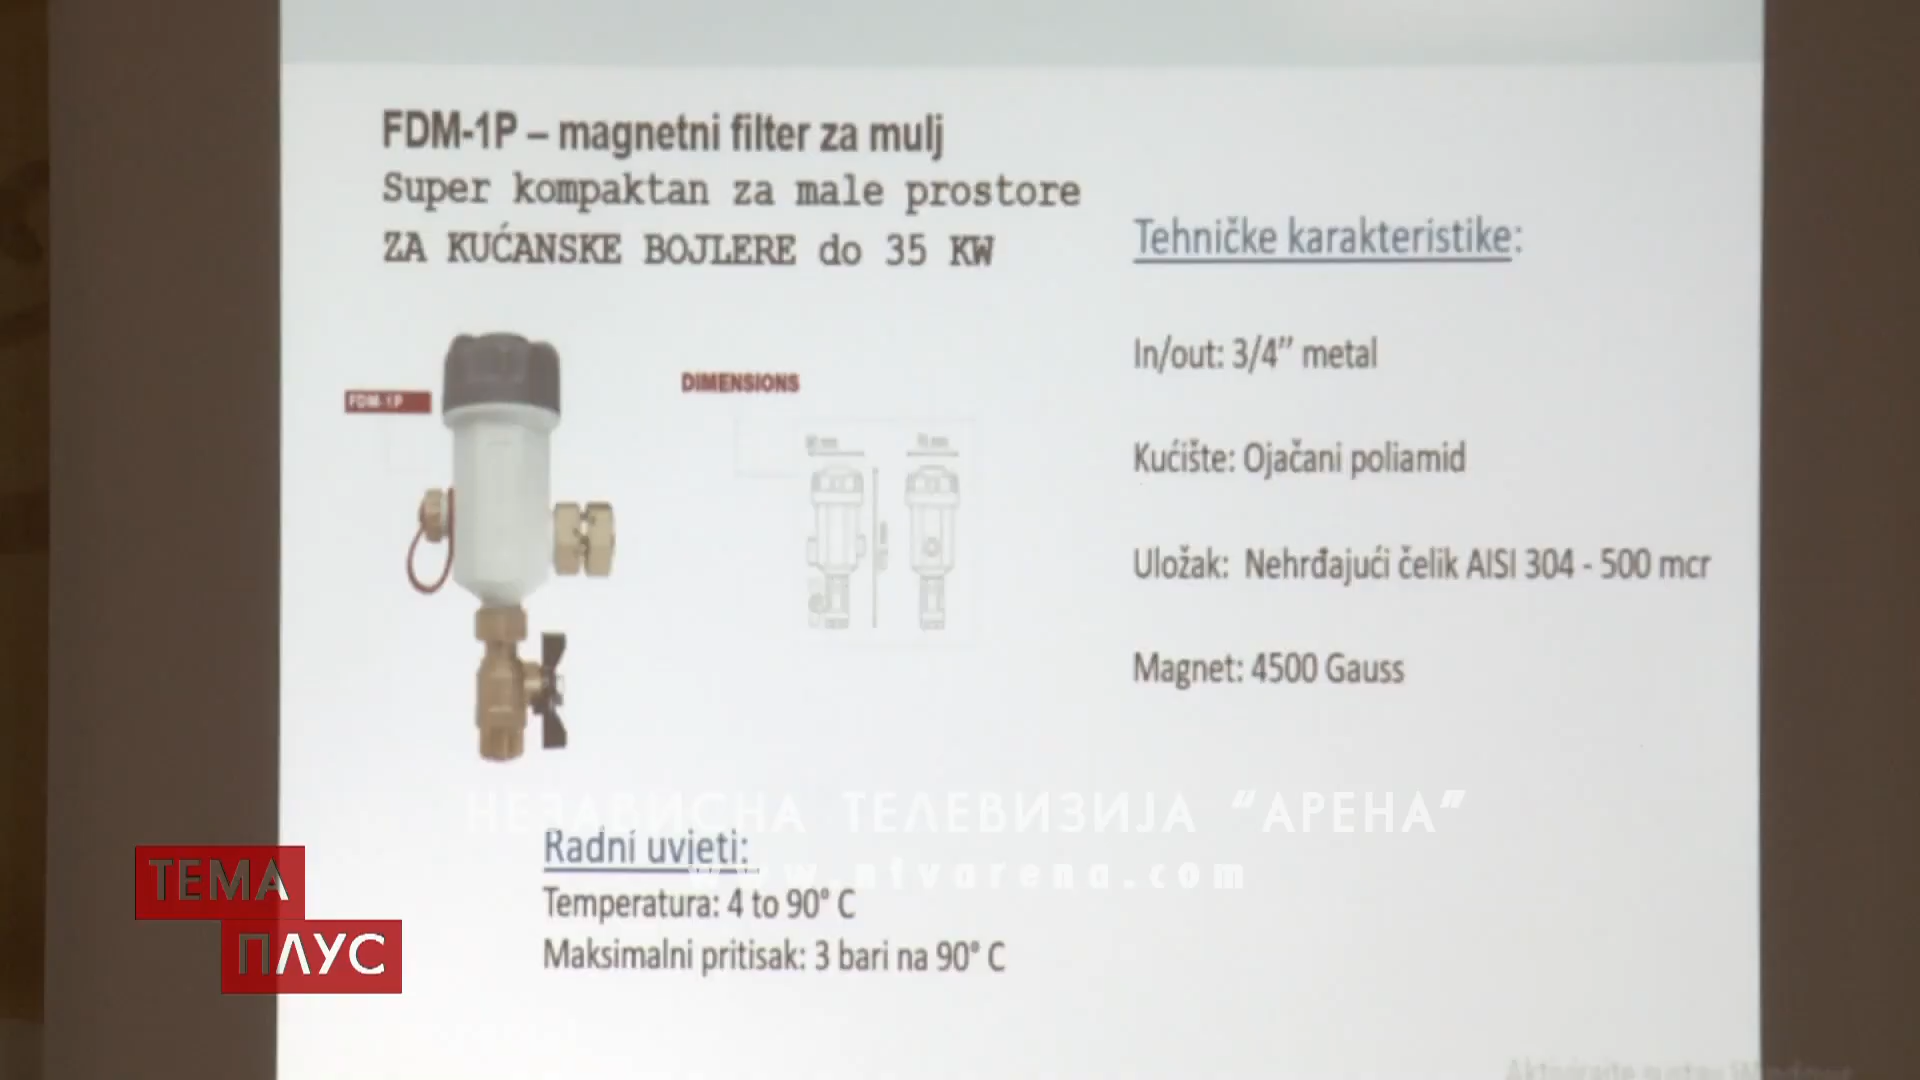 FDM-1P – magnetni filter za mulj
Super kompaktan za male prostore
ZA KUĆANSKE BOJLERE do 35 KW
Tehničke karakteristike:
In/out: 3/4’’ metal
FDM-1P
DIMENSIONS
Kućište: Ojačani poliamid
Uložak: Nehrđajući čelik AISI 304 - 500 mcr
Magnet: 4500 Gauss
НЕЗАВИСНА ТЕЛЕВИЗИЈА “АРЕНА”
www.ntvarena.com
Radni uvjeti:
Temperatura: 4 to 90° C
Maksimalni pritisak: 3 bari na 90° C
ТЕМА
ПЛУС